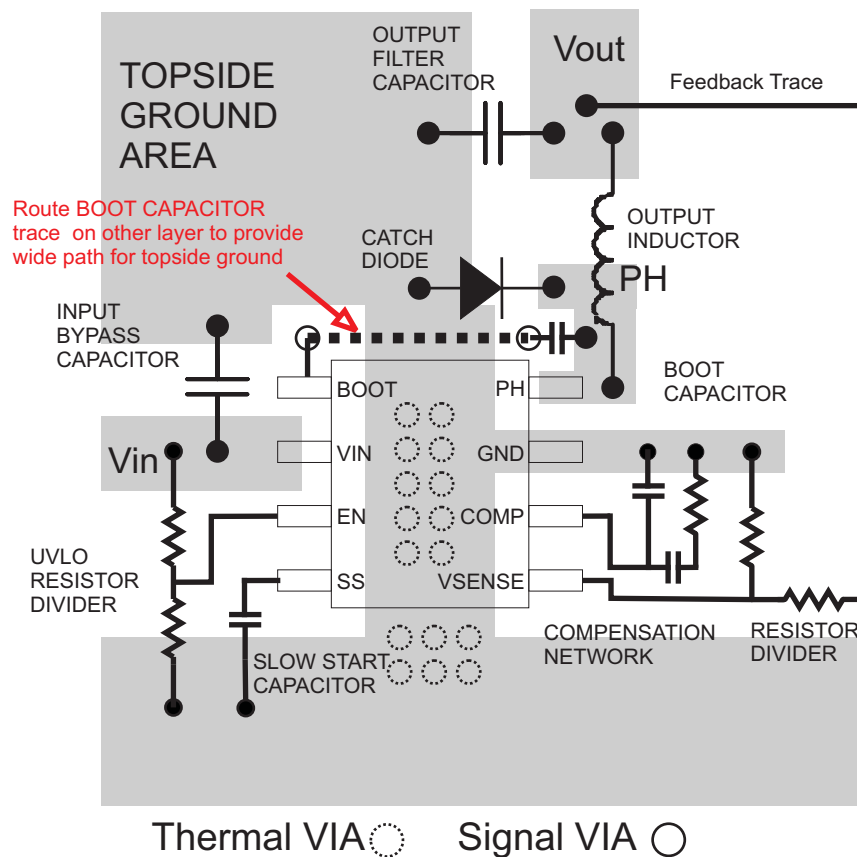 OUTPUT
FILTER
CAPACITOR
Vout
Feedback Trace
TOPSIDE
GROUND
AREA
Route BOOT CAPACITOR
trace on other layer to provide
wide path for topside ground
CATCH
DIODE
OUTPUT
INDUCTOR
PH
INPUT
BYPASS
CAPACITOR
BOOT
CAPACITOR
BOOT
PH
Vin
VIN
GND
EN
COMP
SS
VSENSE
UVLO
RESISTOR
DIVIDER
SLOW START
CAPACITOR
COMPENSATION
NETWORK
RESISTOR
DIVIDER
Thermal VIA
Signal VIA